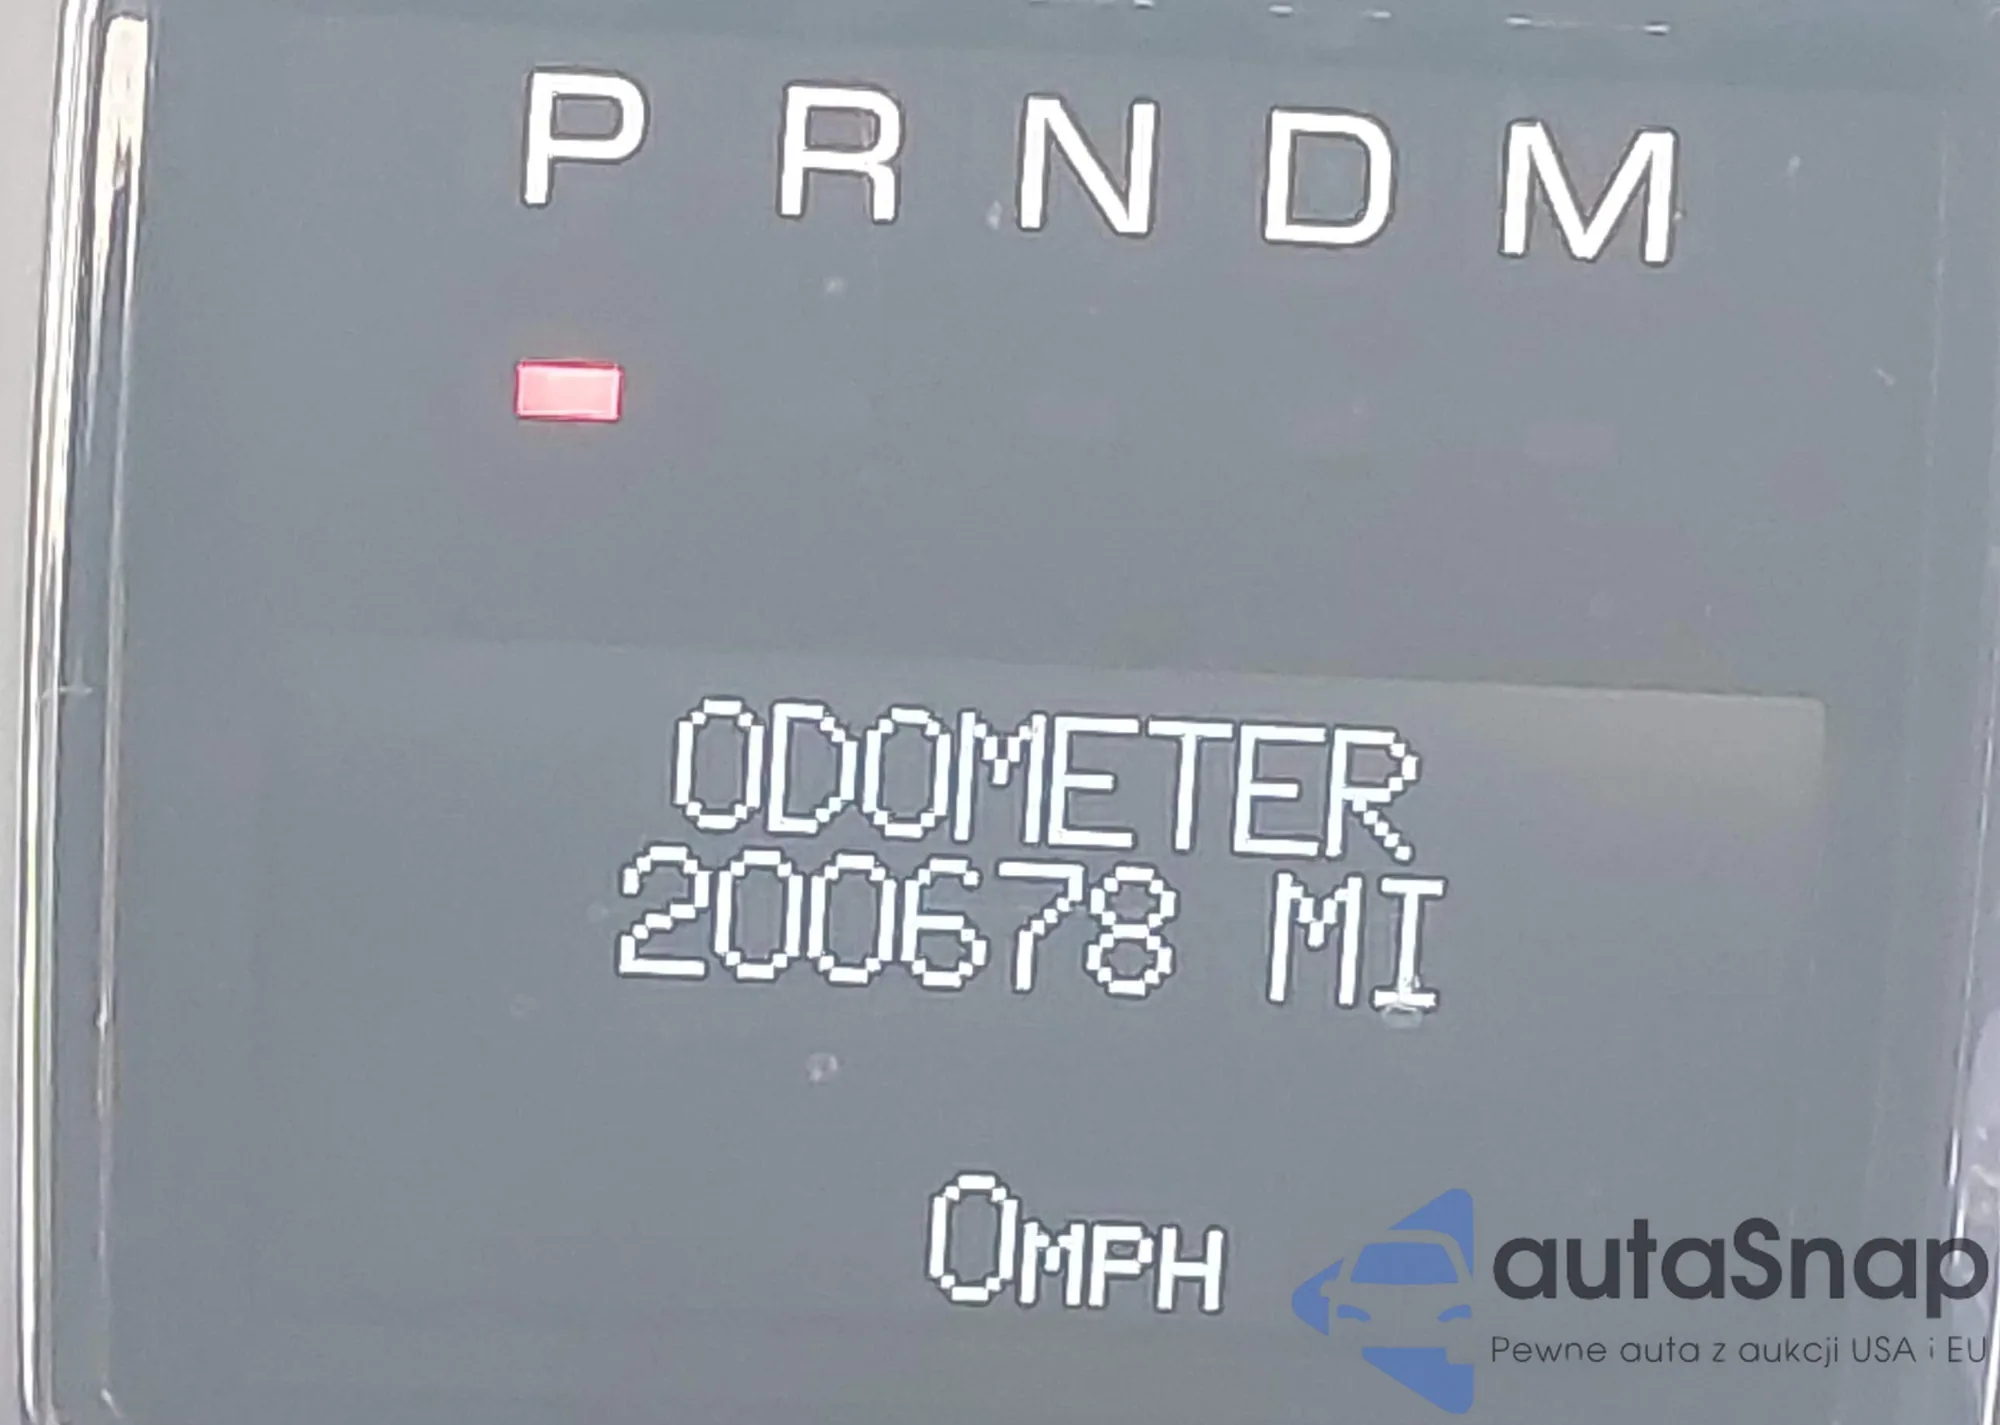 P R N D M
ODOMETER
200678 MI
0MPH
autaSnap
Pewne auta z aukcji USA i EU